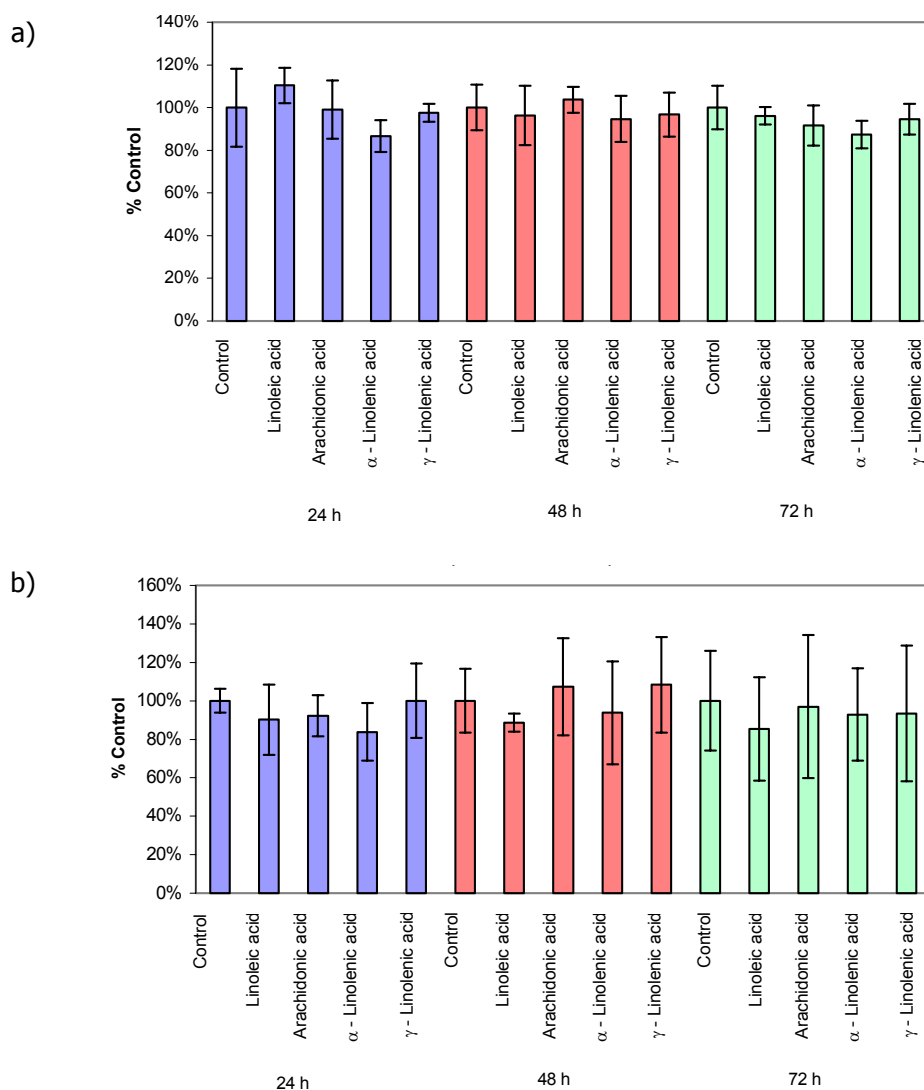 a)
140%
120%
100%
80%
60%
40%
20%
0%
% Control
Control
Linoleic acid
Arachidonic acid
α - Linolenic acid
γ - Linolenic acid
Control
Linoleic acid
Arachidonic acid
α - Linolenic acid
γ - Linolenic acid
Control
Linoleic acid
Arachidonic acid
α - Linolenic acid
γ - Linolenic acid
24 h
48 h
72 h
b)
160%
140%
120%
100%
80%
60%
40%
20%
0%
% Control
Control
Linoleic acid
Arachidonic acid
α - Linolenic acid
γ - Linolenic acid
Control
Linoleic acid
Arachidonic acid
α - Linolenic acid
γ - Linolenic acid
Control
Linoleic acid
Arachidonic acid
α - Linolenic acid
γ - Linolenic acid
24 h
48 h
72 h